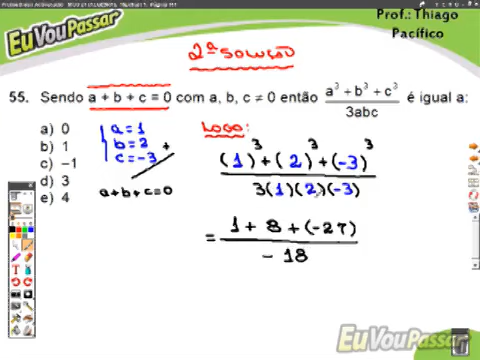 Prof.: Thiago
Pacífico
EuVouPassar
2ª SOLUÇÃO
55. Sendo a + b + c = 0 com a, b, c ≠ 0 então (a³ + b³ + c³)/3abc é igual a:
a) 0
b) 1
c) –1
d) 3
e) 4
a = 1
b = 2
c = -3
+
a+b+c=0
LOGO:
(1)³+(2)³+(-3)³
3(1)(2)(-3)
= 1 + 8 + (-27)
- 18
EuVouPassar